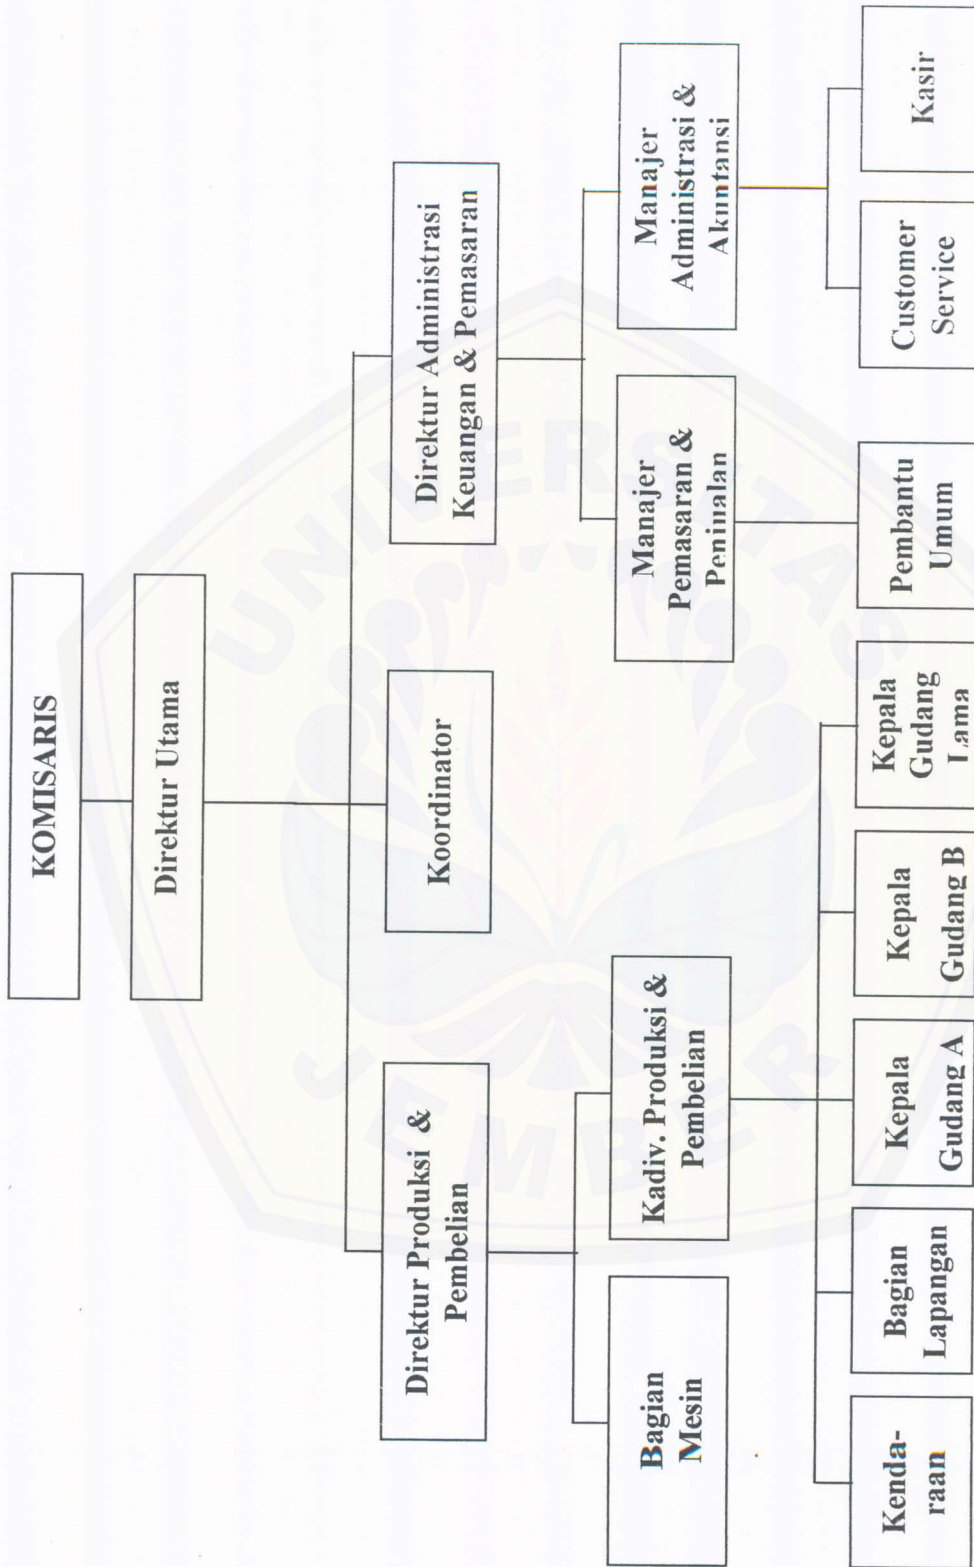 KOMISARIS
Direktur Utama
Direktur Produksi &
Pembelian
Koordinator
Direktur Administrasi
Keuangan & Pemasaran
Bagian
Mesin
Kadiv. Produksi &
Pembelian
Manajer
Pemasaran &
Penjualan
Manajer
Administrasi &
Akuntansi
Kenda-
raan
Bagian
Lapangan
Kepala
Gudang A
Kepala
Gudang B
Kepala
Gudang
Lama
Pembantu
Umum
Customer
Service
Kasir
UNIVERSITAS
JEMBER